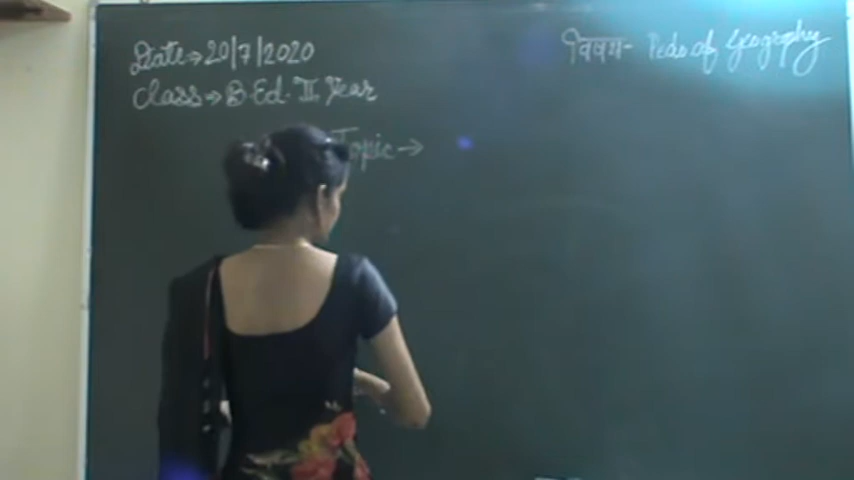 Date→20/7/2020
विषय- Peda of Geography
Class→B.Ed. II Year
Topic→